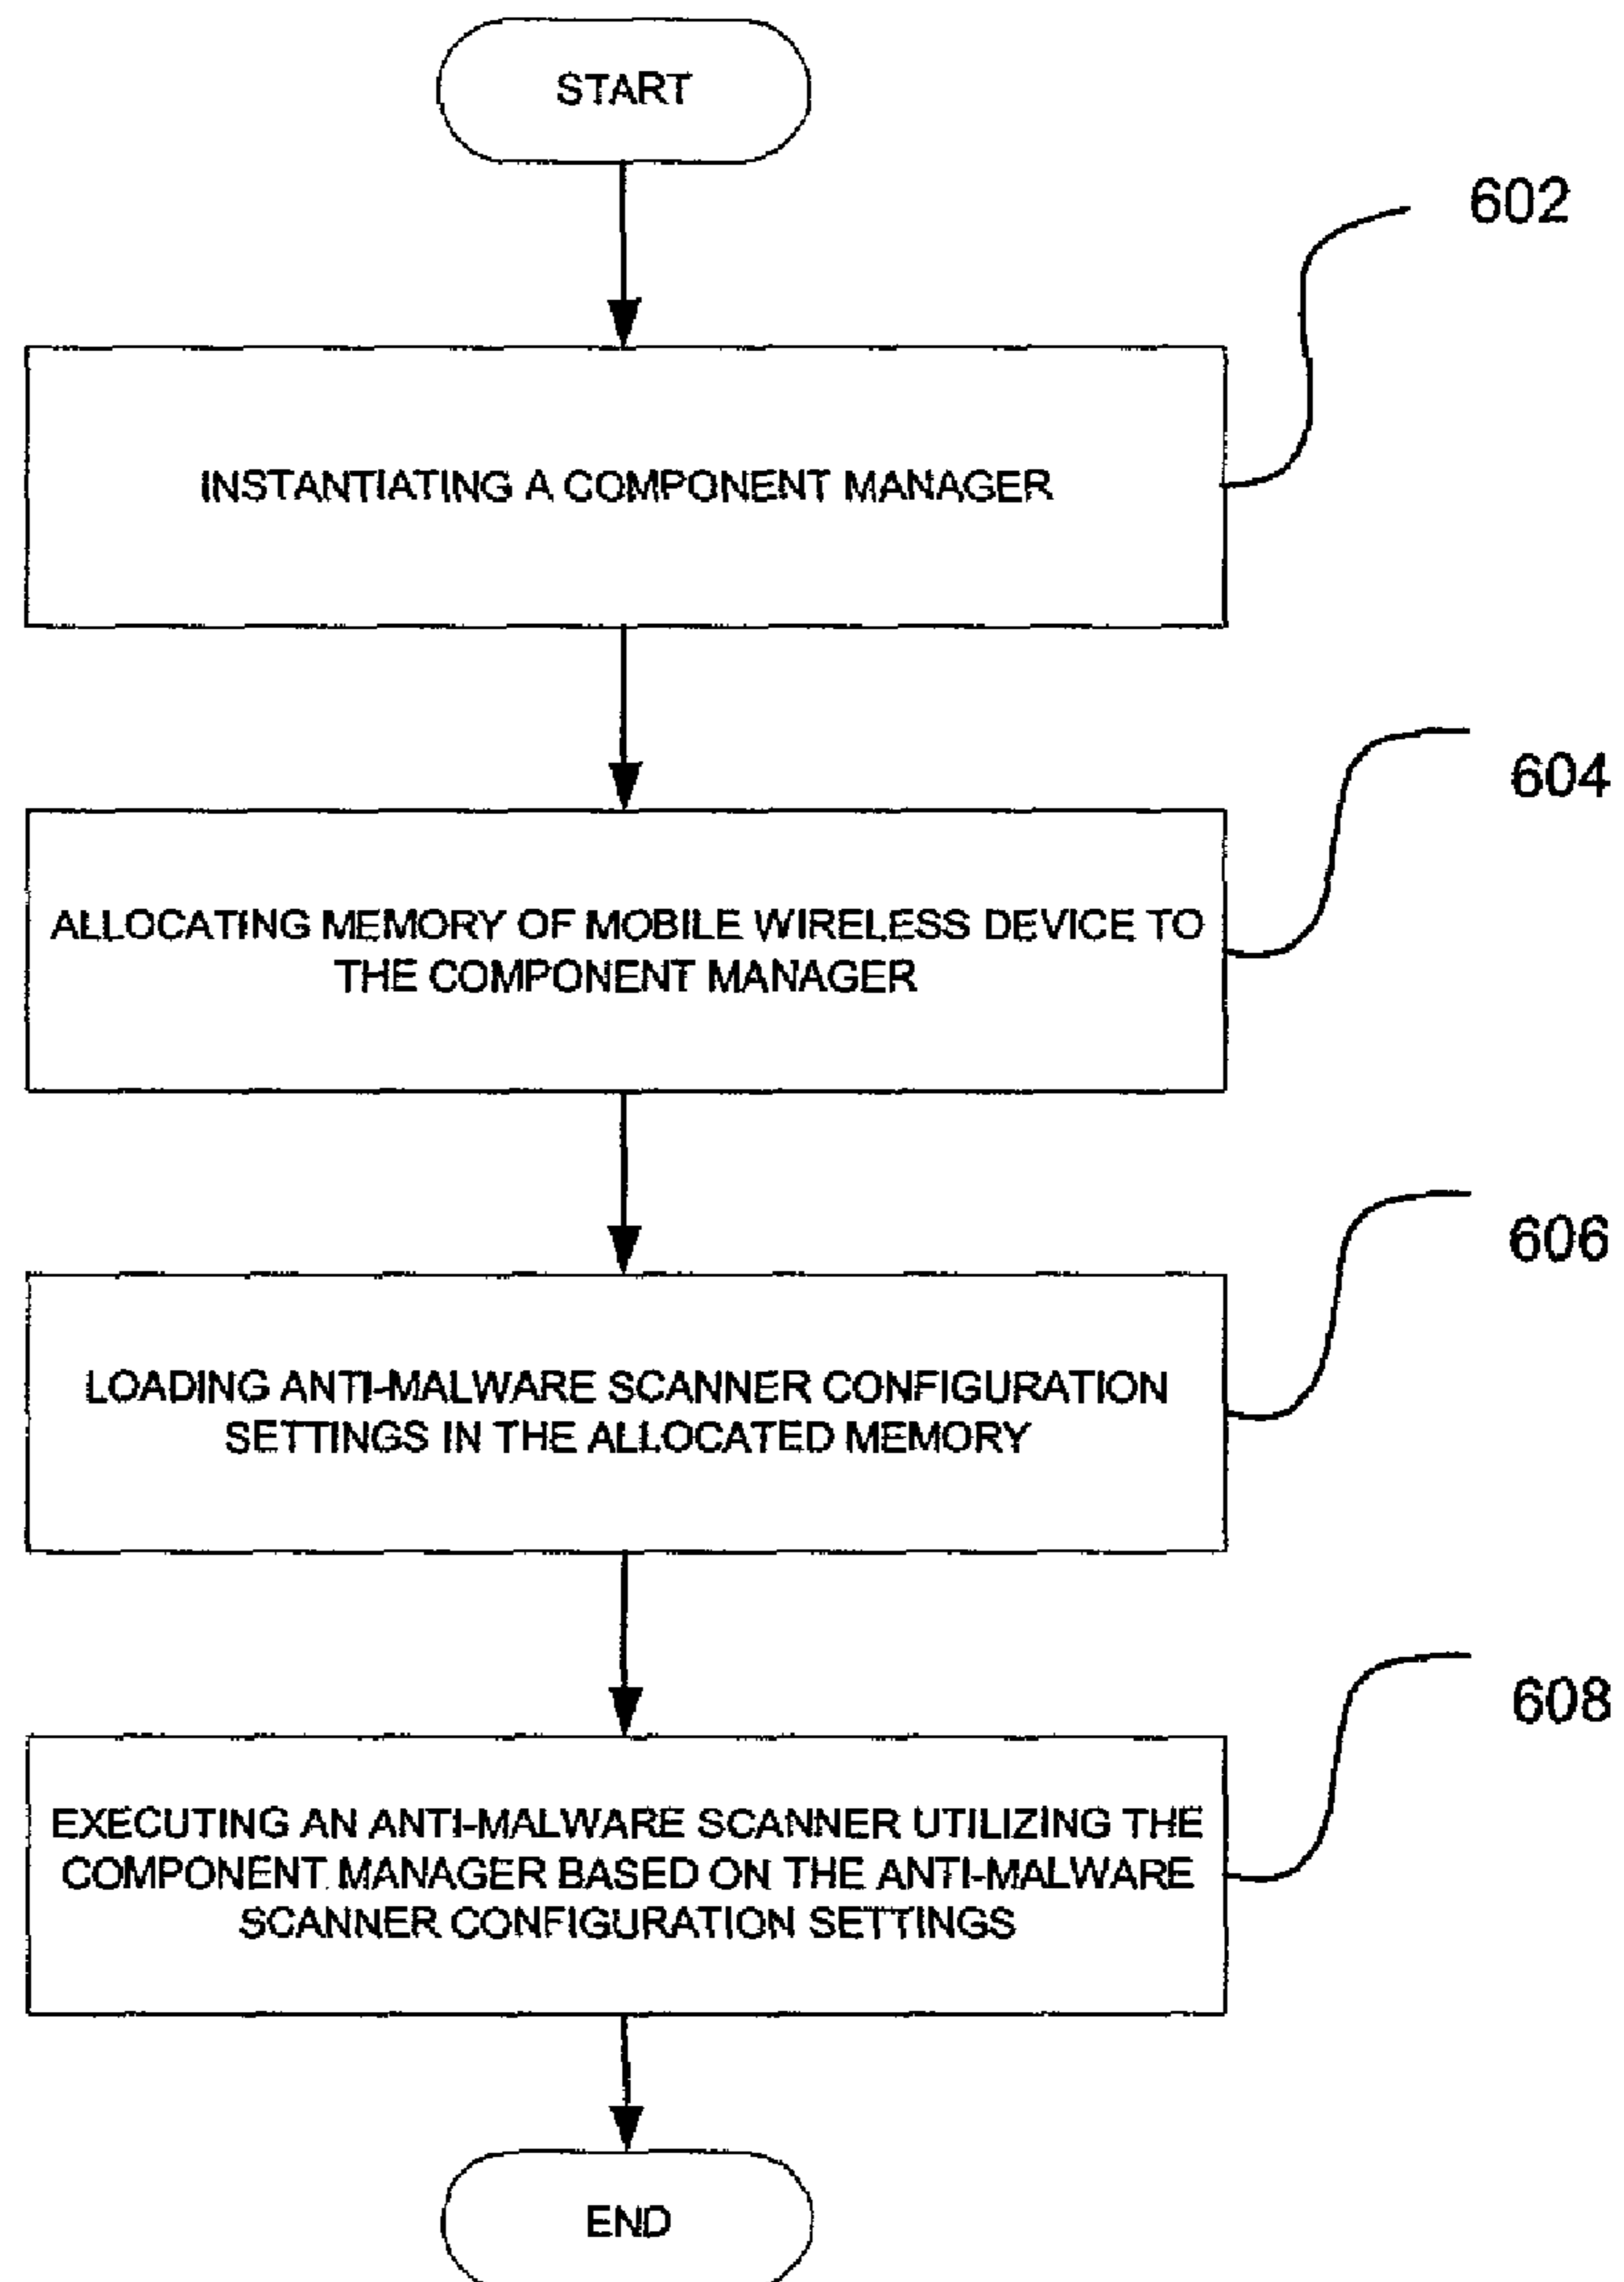 START
602
INSTANTIATING A COMPONENT MANAGER
604
ALLOCATING MEMORY OF MOBILE WIRELESS DEVICE TO
THE COMPONENT MANAGER
606
LOADING ANTI-MALWARE SCANNER CONFIGURATION
SETTINGS IN THE ALLOCATED MEMORY
608
EXECUTING AN ANTI-MALWARE SCANNER UTILIZING THE
COMPONENT MANAGER BASED ON THE ANTI-MALWARE
SCANNER CONFIGURATION SETTINGS
END